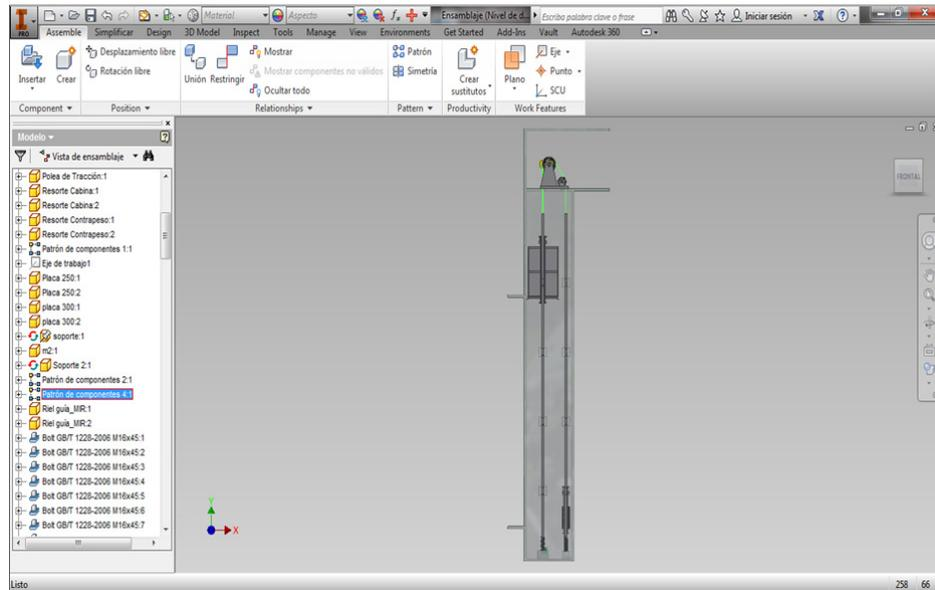 Material Aspecto Ensamblaje (Nivel de d... Escriba palabra clave o frase Iniciar sesión
PRO Assemble Simplificar Design 3D Model Inspect Tools Manage View Environments Get Started Add-Ins Vault Autodesk 360
Desplazamiento libre Mostrar Patrón Eje
Rotación libre Mostrar componentes no válidos Simetría Punto
Insertar Crear Unión Restringir Ocultar todo Crear sustitutos Plano SCU
Component Position Relationships Pattern Productivity Work Features
Modelo
Vista de ensamblaje
Polea de Tracción:1
Resorte Cabina:1
Resorte Cabina:2
Resorte Contrapeso:1
Resorte Contrapeso:2
Patrón de componentes 1:1
Eje de trabajo1
Placa 250:1
Placa 250:2
placa 300:1
placa 300:2
soporte:1
m2:1
Soporte 2:1
Patrón de componentes 2:1
Patrón de componentes 4:1
Riel guia_MIR:1
Riel guia_MIR:2
Bolt GB/T 1228-2006 M16x45:1
Bolt GB/T 1228-2006 M16x45:2
Bolt GB/T 1228-2006 M16x45:3
Bolt GB/T 1228-2006 M16x45:4
Bolt GB/T 1228-2006 M16x45:5
Bolt GB/T 1228-2006 M16x45:6
Bolt GB/T 1228-2006 M16x45:7
FRONTAL
Y
X
Listo 258 66